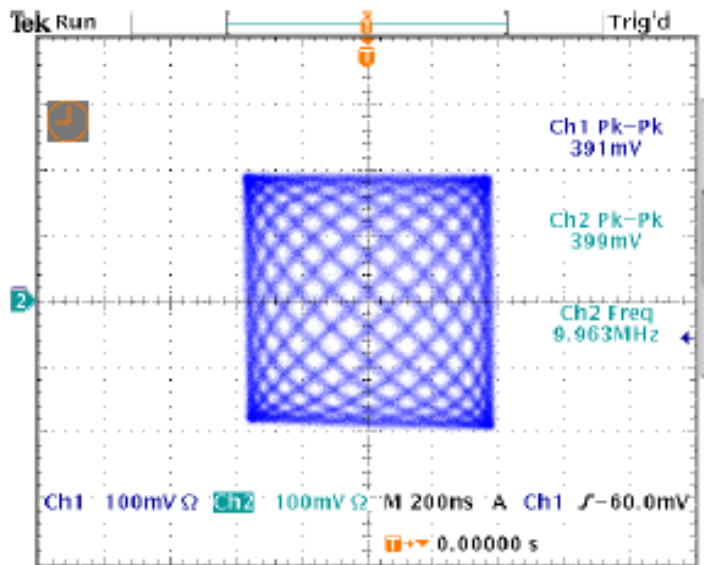 Tek Run Trig'd
T
Ch1 Pk-Pk
391mV
Ch2 Pk-Pk
399mV
2
Ch2 Freq
9.963MHz
Ch1 100mV Ω Ch2 100mV Ω M 200ns A Ch1 ∫-60.0mV
T 0.00000 s